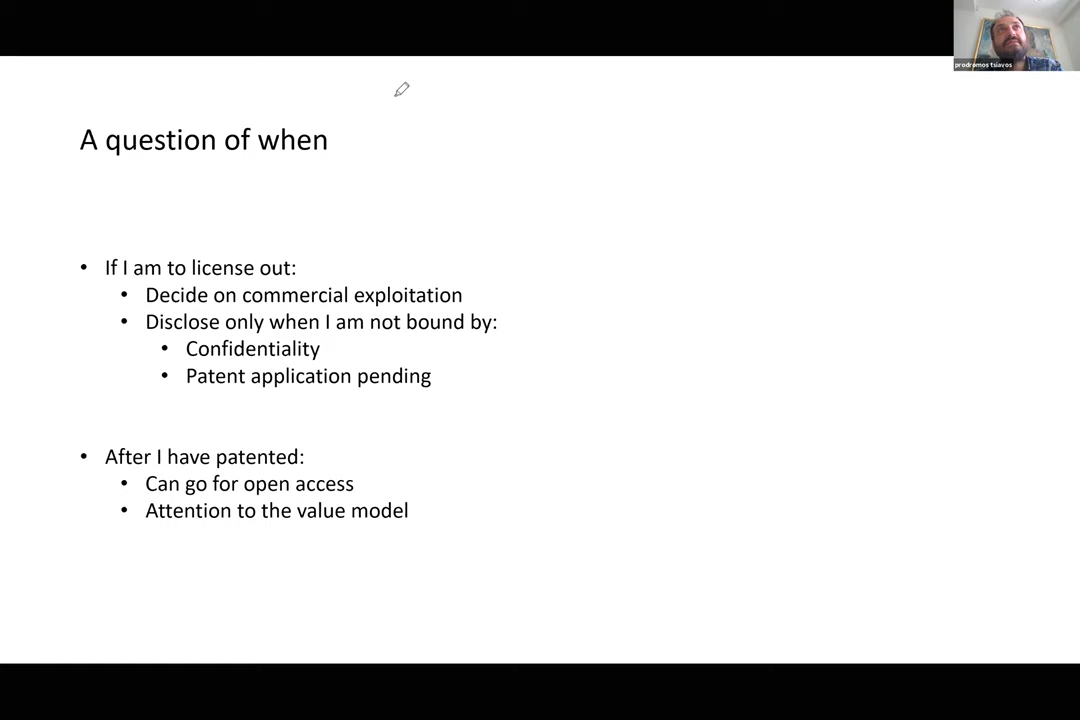 prodromos tsiavos
A question of when
• If I am to license out:
• Decide on commercial exploitation
• Disclose only when I am not bound by:
• Confidentiality
• Patent application pending
• After I have patented:
• Can go for open access
• Attention to the value model